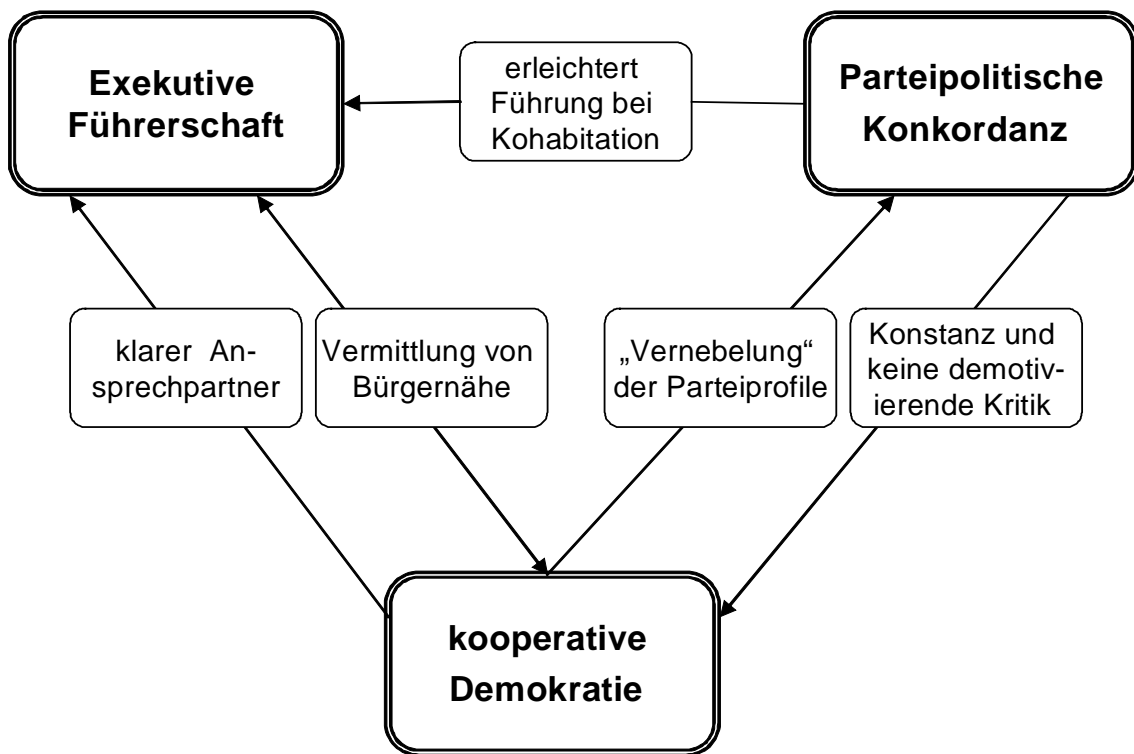 Exekutive
Führerschaft
erleichtert
Führung bei
Kohabitation
Parteipolitische
Konkordanz
klarer An-
sprechpartner
Vermittlung von
Bürgernähe
„Vernebelung“
der Parteiprofile
Konstanz und
keine demotiv-
ierende Kritik
kooperative
Demokratie